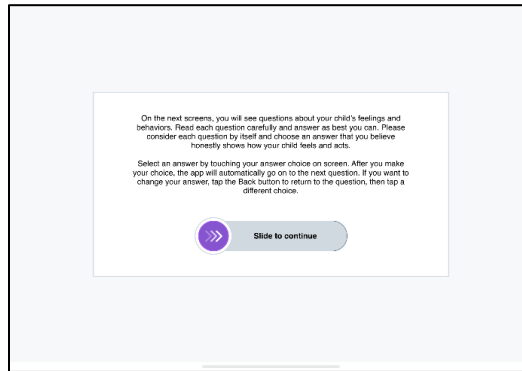 On the next screens, you will see questions about your child's feelings and
behaviors. Read each question carefully and answer as best you can. Please
consider each question by itself and choose an answer that you believe
honestly shows how your child feels and acts.
Select an answer by touching your answer choice on screen. After you make
your choice, the app will automatically go on to the next question. If you want to
change your answer, tap the Back button to return to the question, then tap a
different choice.
Slide to continue